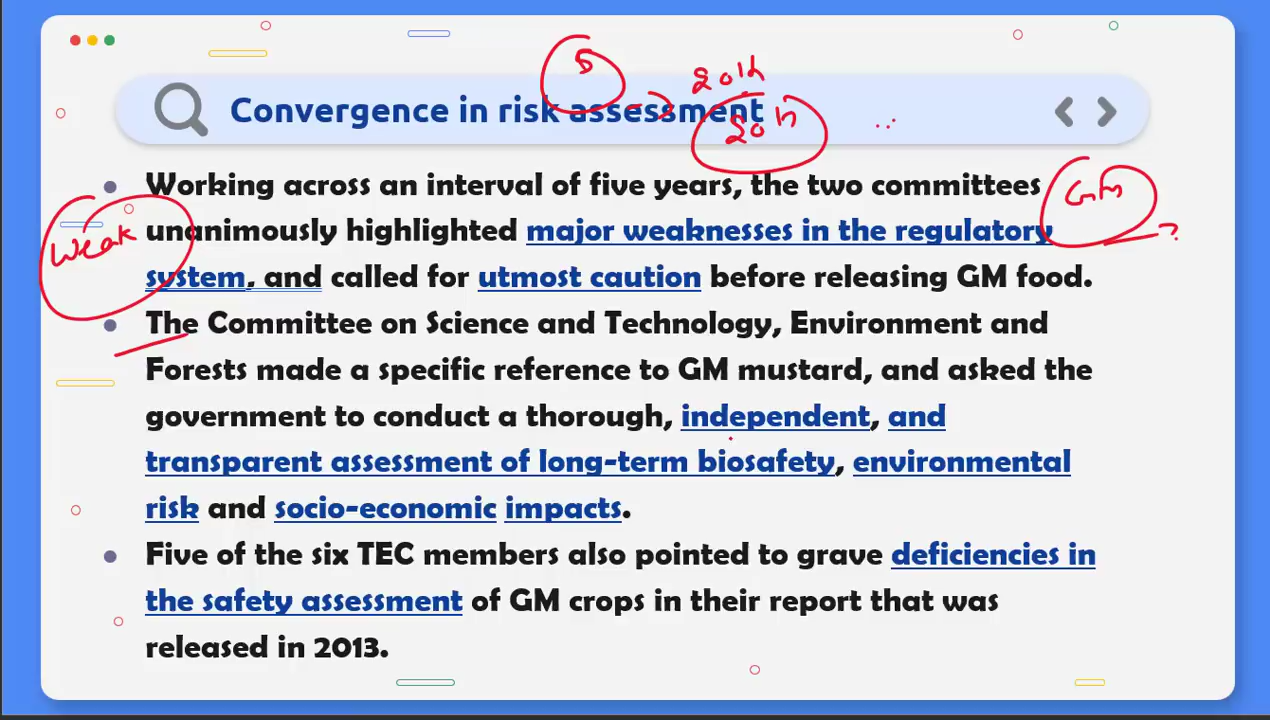 5
20th
Convergence in risk assessment
20h
Working across an interval of five years, the two committees
GM
?
Weak
unanimously highlighted major weaknesses in the regulatory
system, and called for utmost caution before releasing GM food.
The Committee on Science and Technology, Environment and
Forests made a specific reference to GM mustard, and asked the
government to conduct a thorough, independent, and
transparent assessment of long-term biosafety, environmental
risk and socio-economic impacts.
Five of the six TEC members also pointed to grave deficiencies in
the safety assessment of GM crops in their report that was
released in 2013.